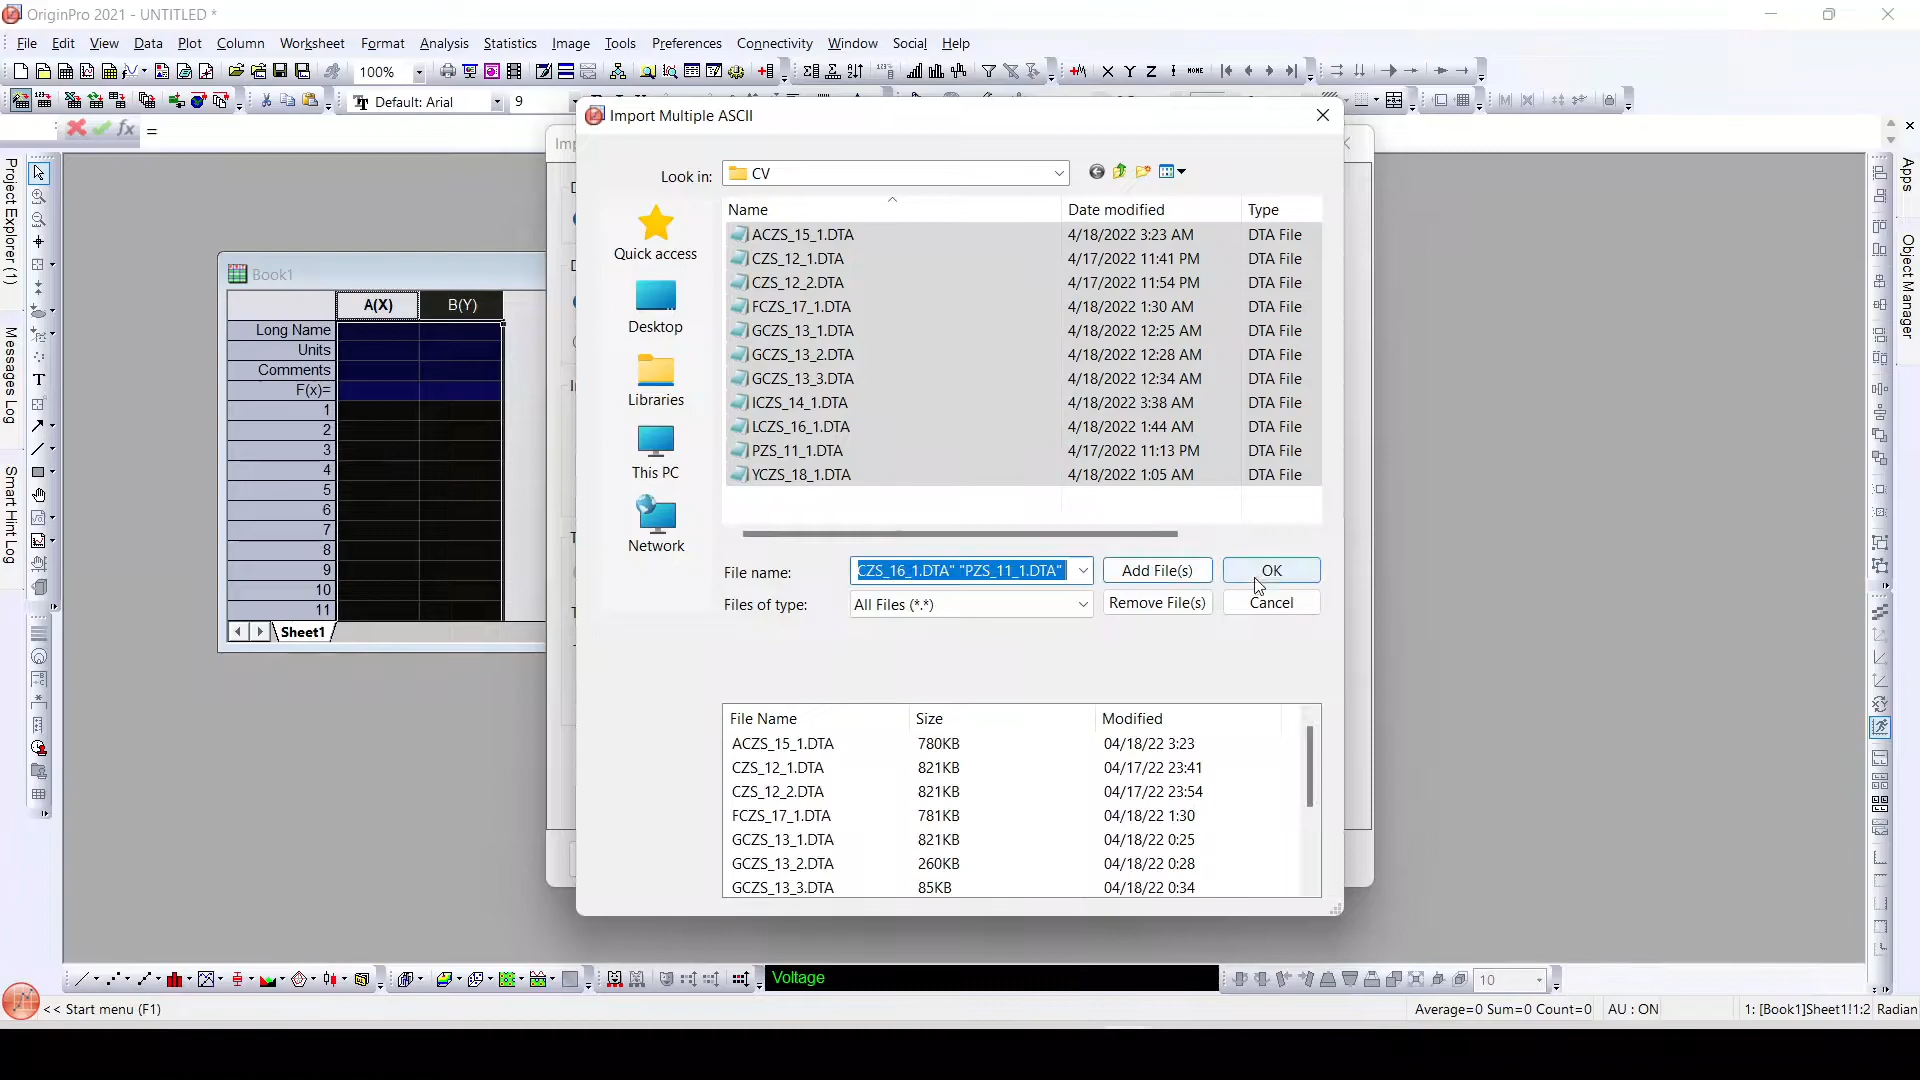 OriginPro 2021 - UNTITLED *
File Edit View Data Plot Column Worksheet Format Analysis Statistics Image Tools Preferences Connectivity Window Social Help
100%
Default: Arial 9
fx =
Import Multiple ASCII
Project Explorer (1)
Messages Log
Smart Hint Log
Apps
Object Manager
Book1
A(X) B(Y)
Long Name
Units
Comments
F(x)=
1
2
3
4
5
6
7
8
9
10
11
Sheet1
Look in: CV
Quick access
Desktop
Libraries
This PC
Network
Name Date modified Type
ACZS_15_1.DTA 4/18/2022 3:23 AM DTA File
CZS_12_1.DTA 4/17/2022 11:41 PM DTA File
CZS_12_2.DTA 4/17/2022 11:54 PM DTA File
FCZS_17_1.DTA 4/18/2022 1:30 AM DTA File
GCZS_13_1.DTA 4/18/2022 12:25 AM DTA File
GCZS_13_2.DTA 4/18/2022 12:28 AM DTA File
GCZS_13_3.DTA 4/18/2022 12:34 AM DTA File
ICZS_14_1.DTA 4/18/2022 3:38 AM DTA File
LCZS_16_1.DTA 4/18/2022 1:44 AM DTA File
PZS_11_1.DTA 4/17/2022 11:13 PM DTA File
YCZS_18_1.DTA 4/18/2022 1:05 AM DTA File
File name: CZS_16_1.DTA" "PZS_11_1.DTA" Add File(s) OK
Files of type: All Files (*.*) Remove File(s) Cancel
File Name Size Modified
ACZS_15_1.DTA 780KB 04/18/22 3:23
CZS_12_1.DTA 821KB 04/17/22 23:41
CZS_12_2.DTA 821KB 04/17/22 23:54
FCZS_17_1.DTA 781KB 04/18/22 1:30
GCZS_13_1.DTA 821KB 04/18/22 0:25
GCZS_13_2.DTA 260KB 04/18/22 0:28
GCZS_13_3.DTA 85KB 04/18/22 0:34
Voltage
10
<< Start menu (F1)
Average=0 Sum=0 Count=0 AU : ON 1: [Book1]Sheet1!1:2 Radian